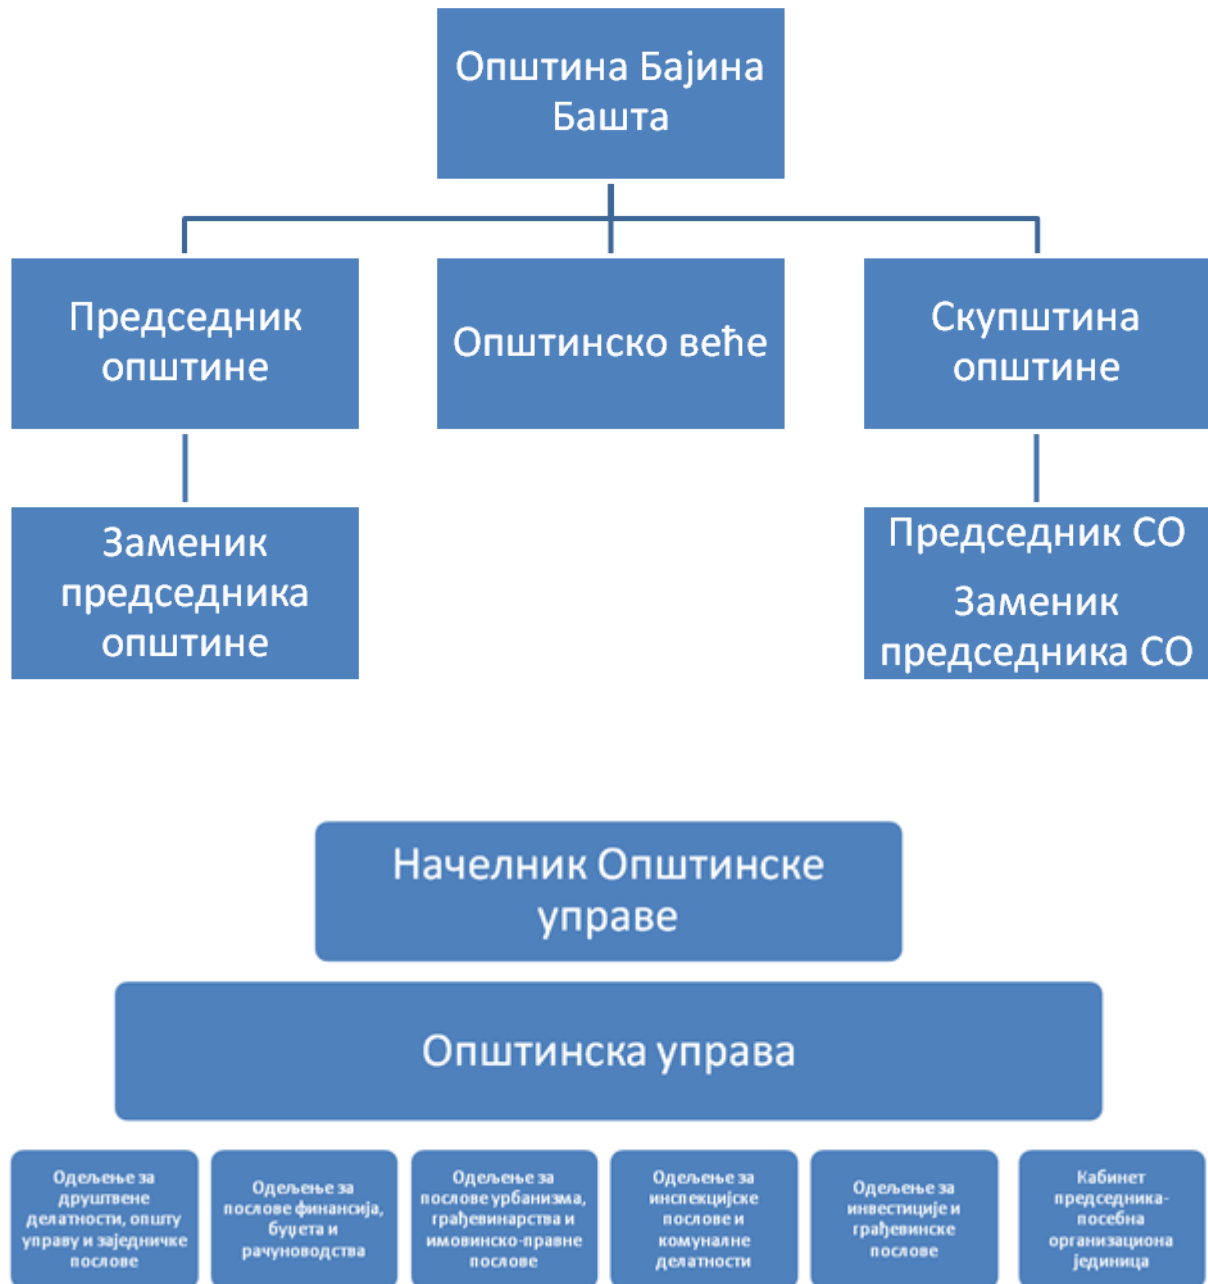 Општина Бајина
Башта
Председник
општине
Општинско веће
Скупштина
општине
Заменик
председника
општине
Председник СО
Заменик
председника СО
Начелник Општинске
управе
Општинска управа
Одељење за
друштвене
делатности, општу
управу и заједничке
послове
Одељење за
послове финансија,
буџета и
рачуноводства
Одељење за
послове урбанизма,
грађевинарства и
имовинско-правне
послове
Одељење за
инспекцијске
послове и
комуналне
делатности
Одељење за
инвестиције и
грађевинске
послове
Кабинет
председника-
посебна
организациона
јединица